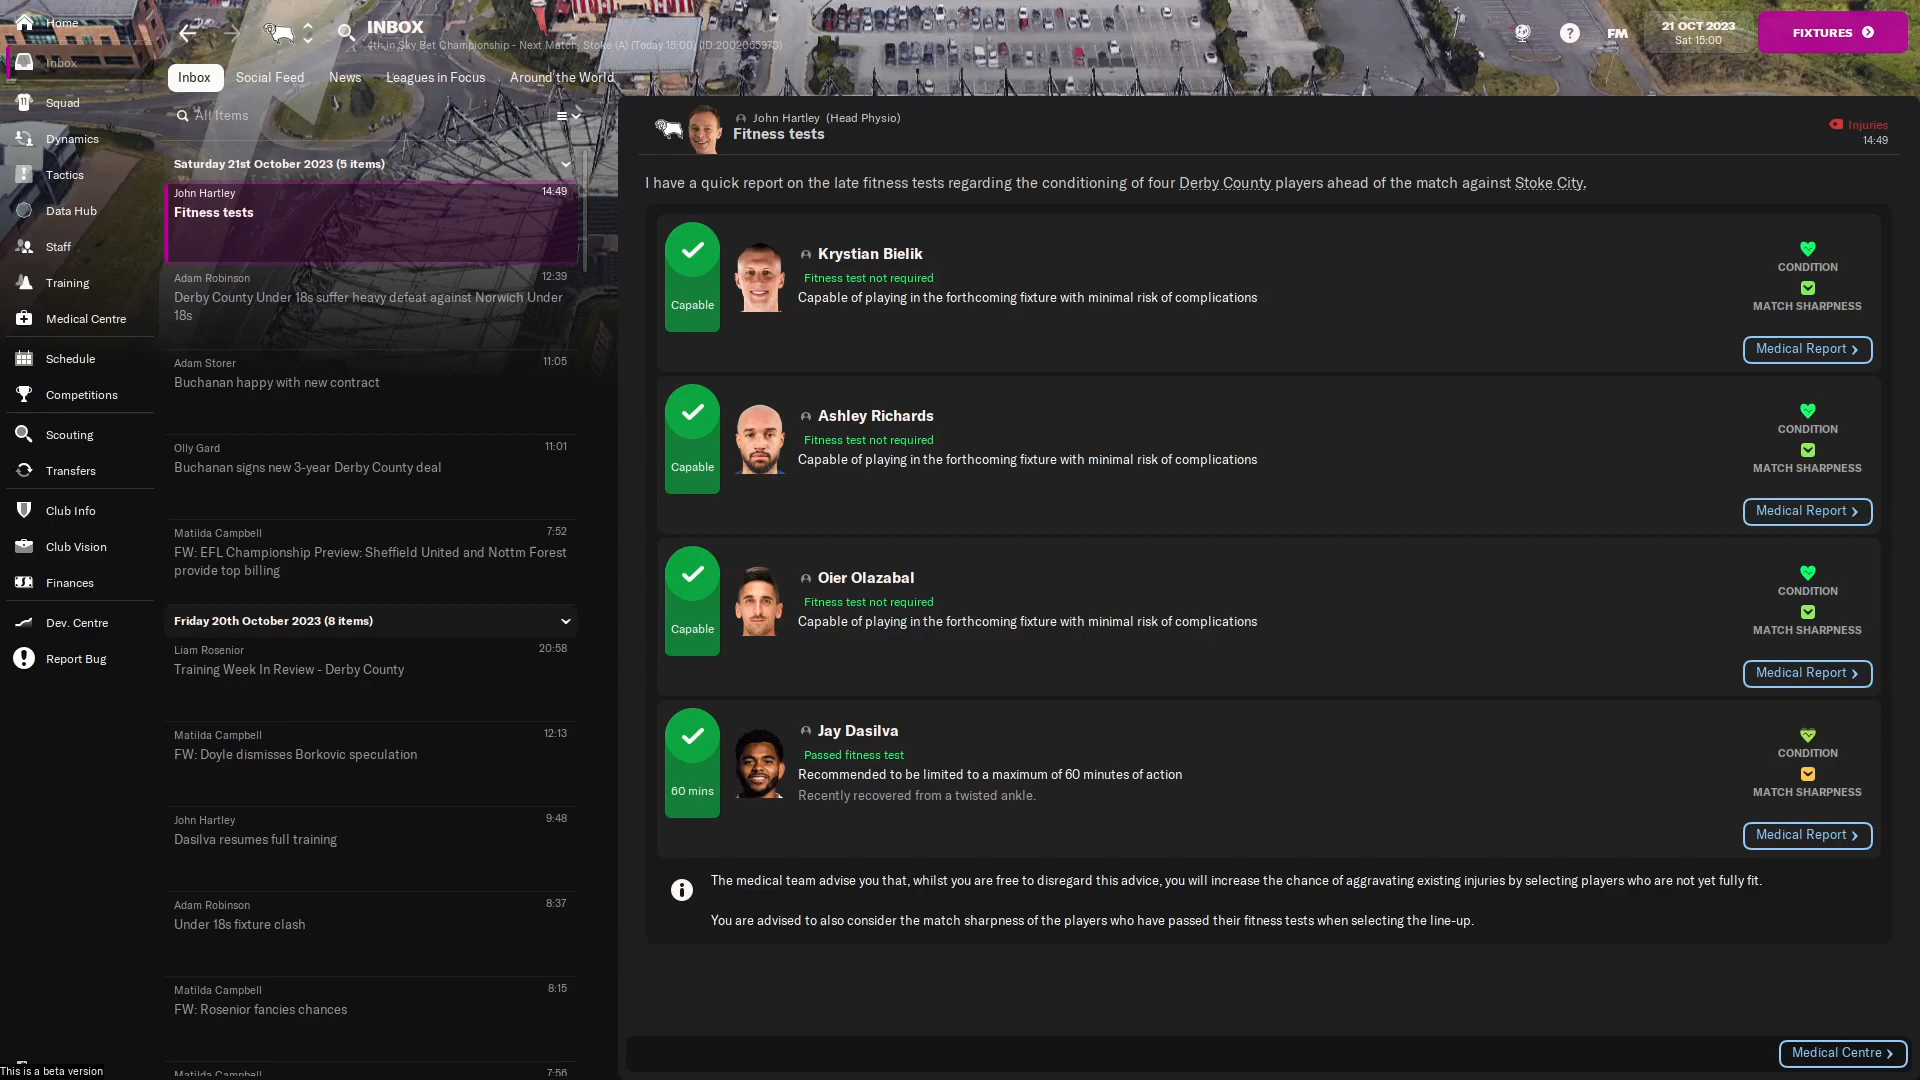 Home
Inbox
Squad
Dynamics
Tactics
Data Hub
Staff
Training
Medical Centre
Schedule
Competitions
Scouting
Transfers
Club Info
Club Vision
Finances
Dev. Centre
Report Bug
This is a beta version
INBOX
4th in Sky Bet Championship - Next Match: Stoke (A) (Today 15:00) (ID:2002065970)
? FM
21 OCT 2023
Sat 15:00
FIXTURES
Inbox Social Feed News Leagues in Focus Around the World
All Items
Saturday 21st October 2023 (5 items)
John Hartley 14:49
Fitness tests
Adam Robinson 12:39
Derby County Under 18s suffer heavy defeat against Norwich Under
18s
Adam Storer 11:05
Buchanan happy with new contract
Olly Gard 11:01
Buchanan signs new 3-year Derby County deal
Matilda Campbell 7:52
FW: EFL Championship Preview: Sheffield United and Nottm Forest
provide top billing
Friday 20th October 2023 (8 items)
Liam Rosenior 20:58
Training Week In Review - Derby County
Matilda Campbell 12:13
FW: Doyle dismisses Borkovic speculation
John Hartley 9:48
Dasilva resumes full training
Adam Robinson 8:37
Under 18s fixture clash
Matilda Campbell 8:15
FW: Rosenior fancies chances
Matilda Campbell 7:56
John Hartley (Head Physio)
Fitness tests
Injuries
14:49
I have a quick report on the late fitness tests regarding the conditioning of four Derby County players ahead of the match against Stoke City.
Capable
Krystian Bielik
Fitness test not required
Capable of playing in the forthcoming fixture with minimal risk of complications
CONDITION
MATCH SHARPNESS
Medical Report
Capable
Ashley Richards
Fitness test not required
Capable of playing in the forthcoming fixture with minimal risk of complications
CONDITION
MATCH SHARPNESS
Medical Report
Capable
Oier Olazabal
Fitness test not required
Capable of playing in the forthcoming fixture with minimal risk of complications
CONDITION
MATCH SHARPNESS
Medical Report
60 mins
Jay Dasilva
Passed fitness test
Recommended to be limited to a maximum of 60 minutes of action
Recently recovered from a twisted ankle.
CONDITION
MATCH SHARPNESS
Medical Report
The medical team advise you that, whilst you are free to disregard this advice, you will increase the chance of aggravating existing injuries by selecting players who are not yet fully fit.
You are advised to also consider the match sharpness of the players who have passed their fitness tests when selecting the line-up.
Medical Centre